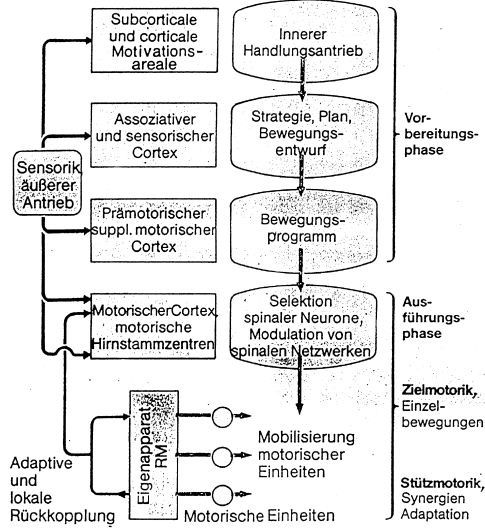 Subcorticale
und corticale
Motivations-
areale
Innerer
Handlungsantrieb
Assoziativer
und sensorischer
Cortex
Strategie, Plan,
Bewegungs-
entwurf
Vor-
bereitungs-
phase
Sensorik,
äußerer
Antrieb
Prämotorischer
suppl. motorischer
Cortex
Bewegungs-
programm
MotorischerCortex,
motorische
Hirnstammzentren
Selektion
spinaler Neurone,
Modulation von
spinalen Netzwerken
Aus-
führungs-
phase
Zielmotorik,
Einzel-
bewegungen
Eigenapparat,
RM
Mobilisierung
motorischer
Einheiten
Adaptive
und
lokale
Rückkopplung
Motorische Einheiten
Stützmotorik,
Synergien
Adaptation